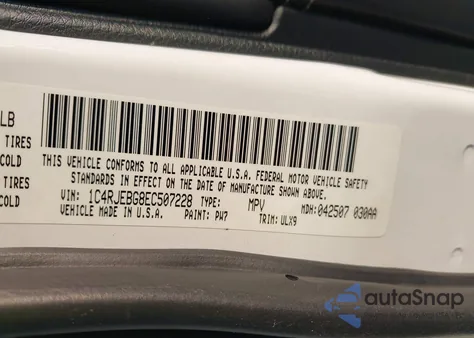 LB
TIRES
COLD
THIS VEHICLE CONFORMS TO ALL APPLICABLE U.S.A. FEDERAL MOTOR VEHICLE SAFETY
STANDARDS IN EFFECT ON THE DATE OF MANUFACTURE SHOWN ABOVE.
TIRES
COLD
VIN: 1C4RJEBG8EC507228 TYPE: MPV MDH: 042507 030AA
VEHICLE MADE IN U.S.A. PAINT: PW7 TRIM: ULX9
autoSnap